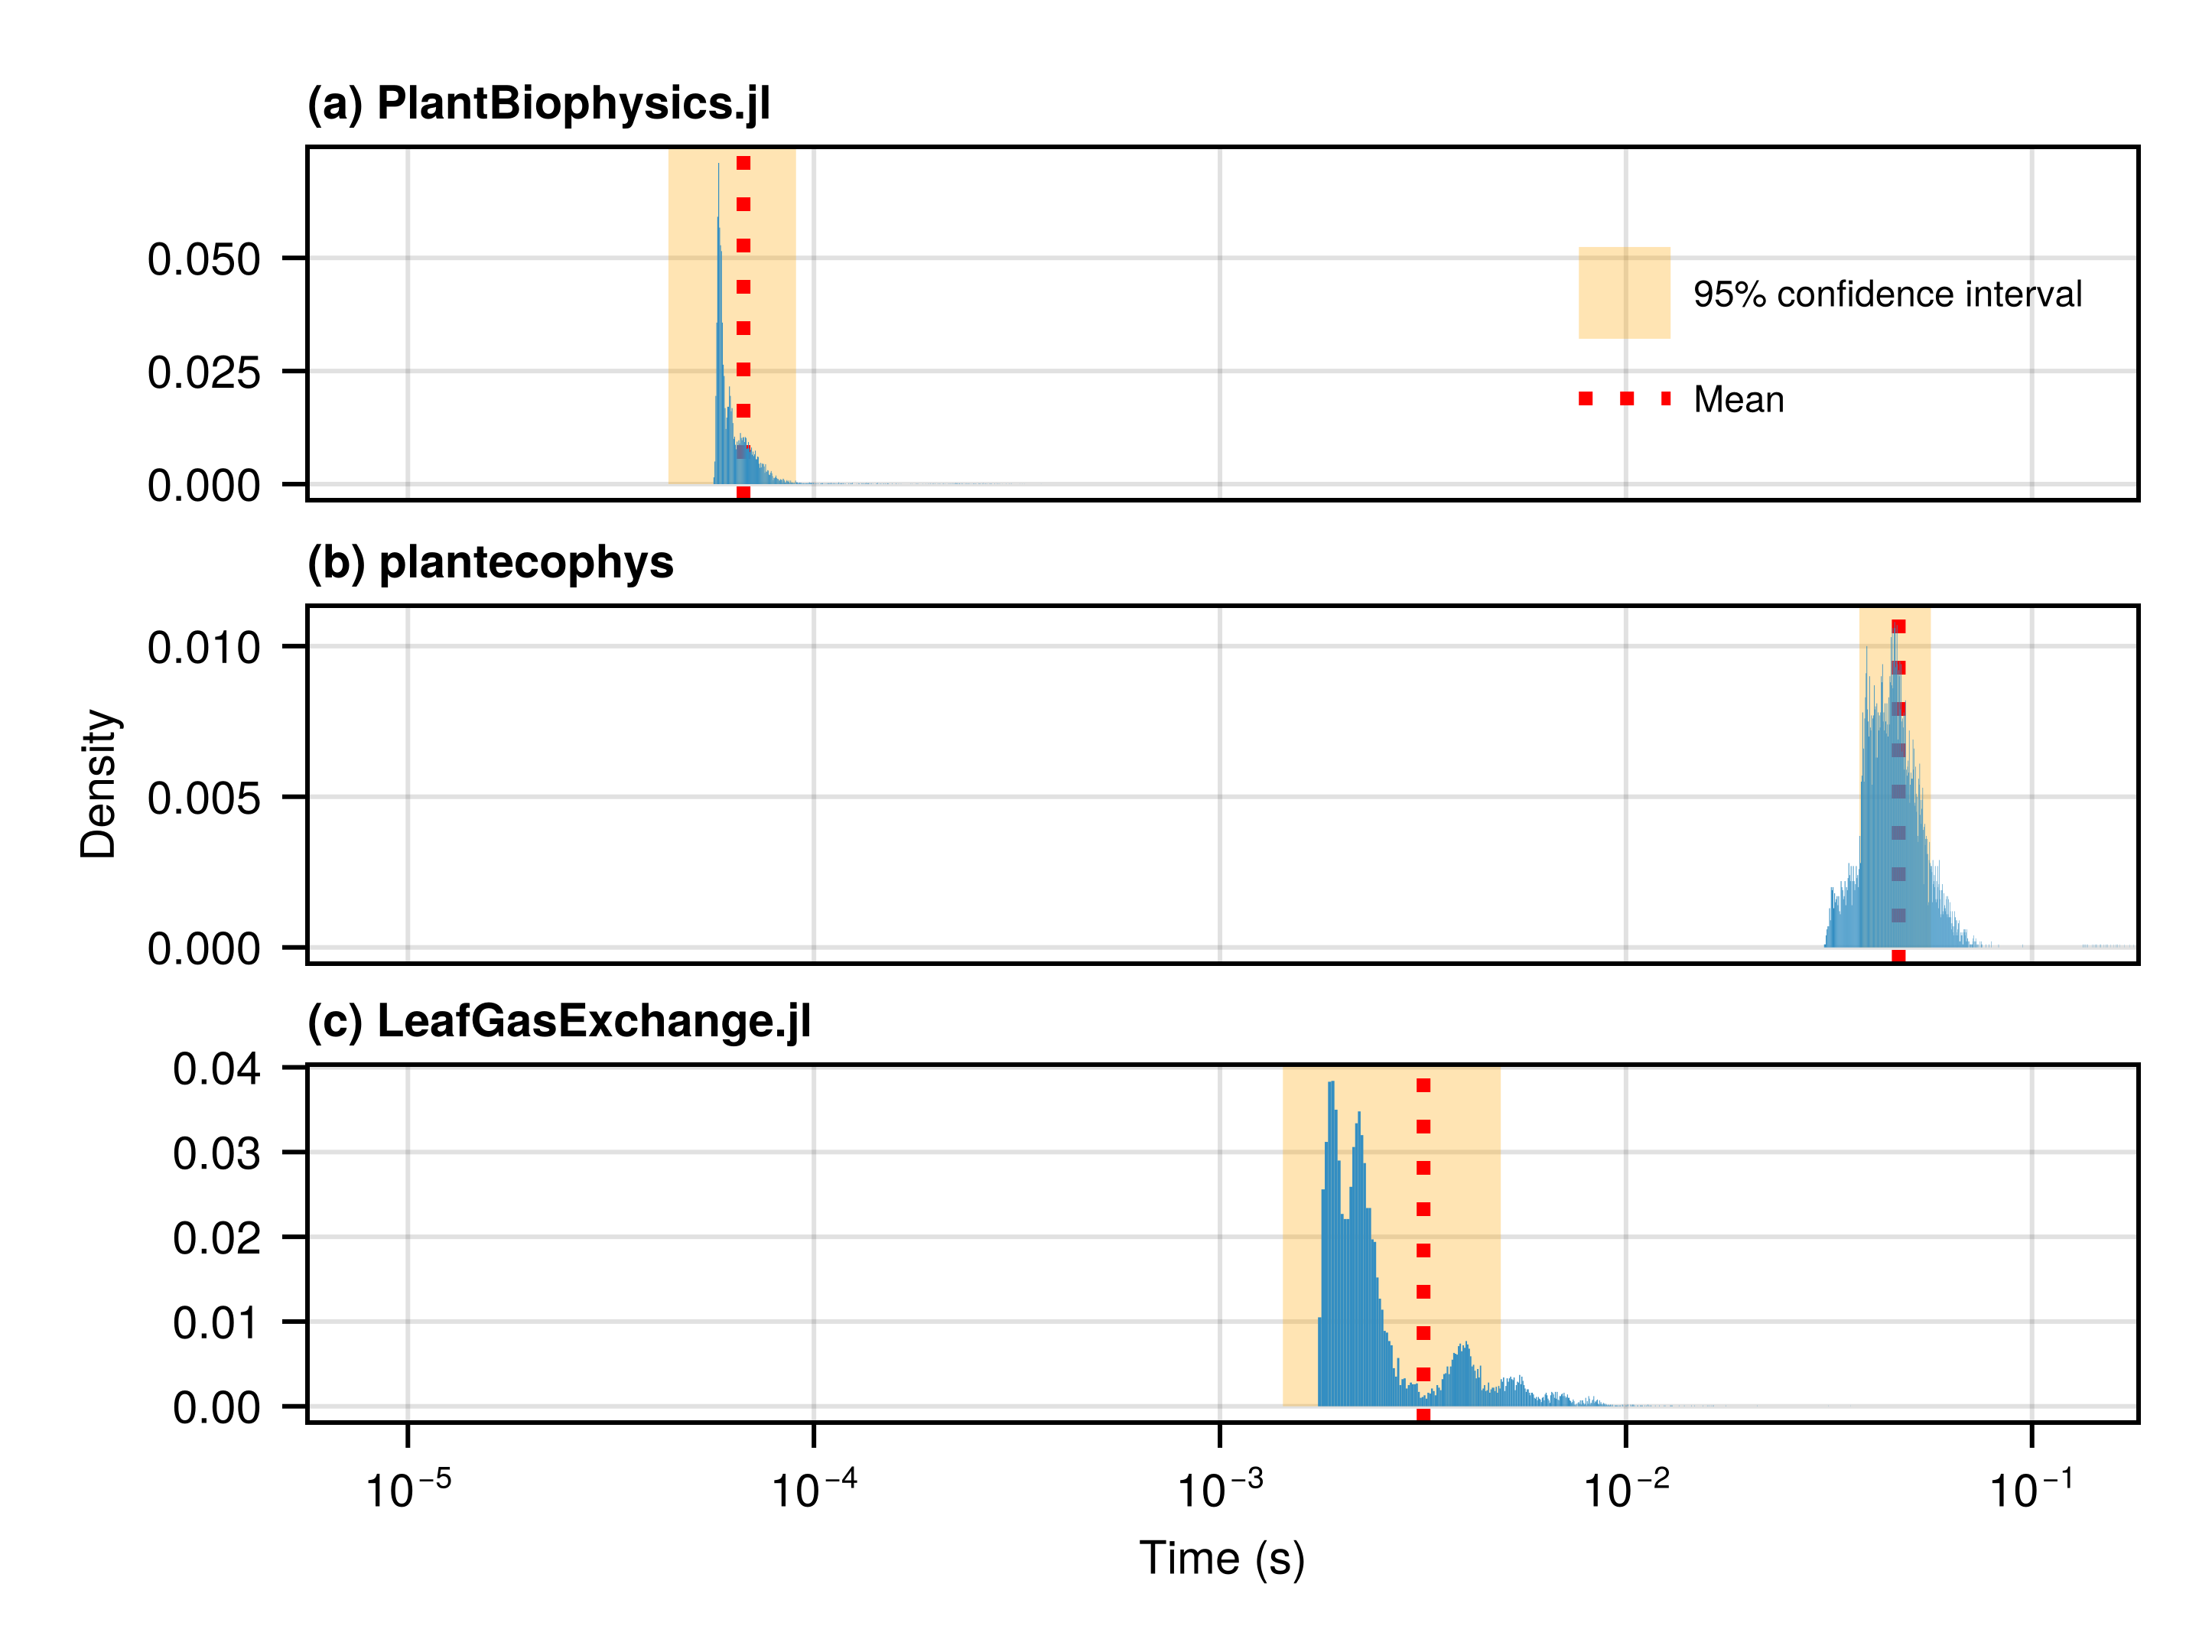 (a) PlantBiophysics.jl
0.050
0.025
0.000
95% confidence interval
Mean
(b) plantecophys
0.010
0.005
0.000
Density
(c) LeafGasExchange.jl
0.04
0.03
0.02
0.01
0.00
10⁻⁵ 10⁻⁴ 10⁻³ 10⁻² 10⁻¹
Time (s)